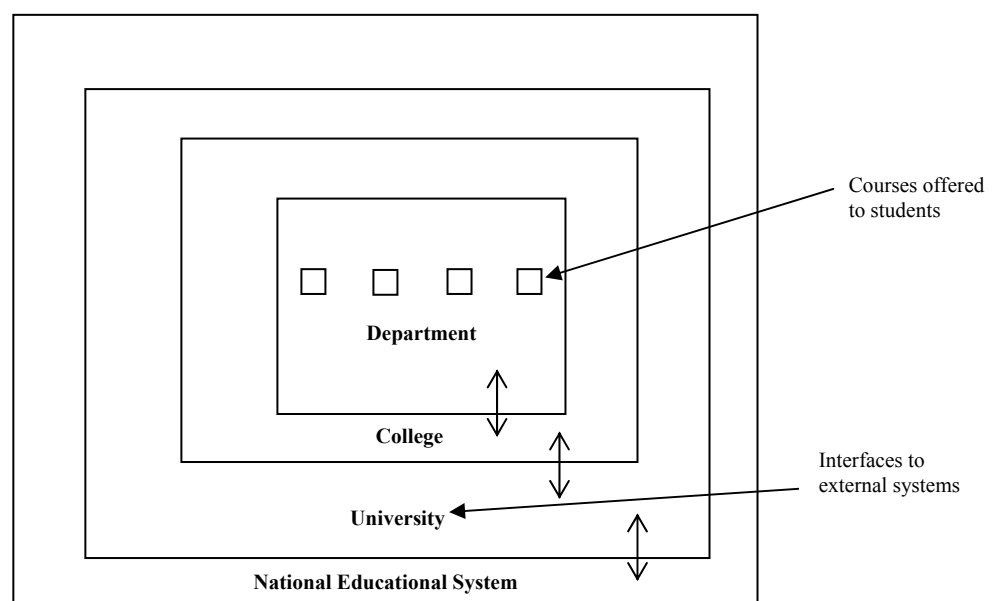 Courses offered
to students
Department
College
Interfaces to
external systems
University
National Educational System